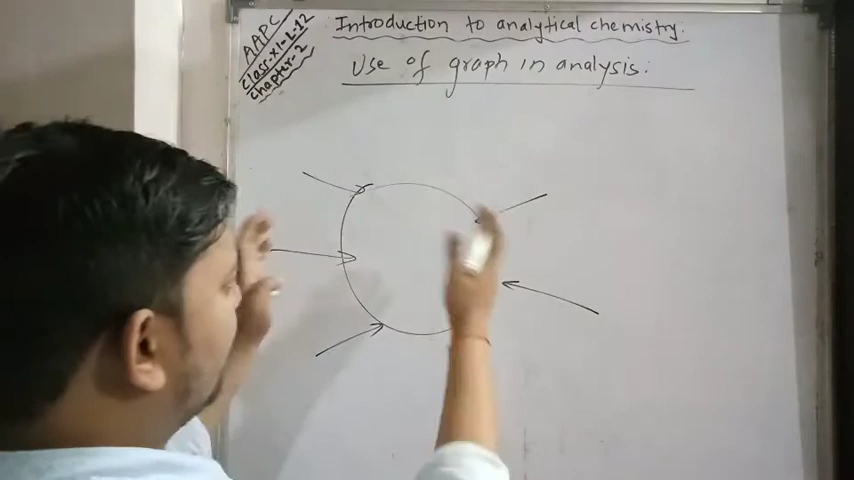 AAPC
Class-XI-L-12
Chapter-2
Introduction to analytical chemistry.
Use of graph in analysis: